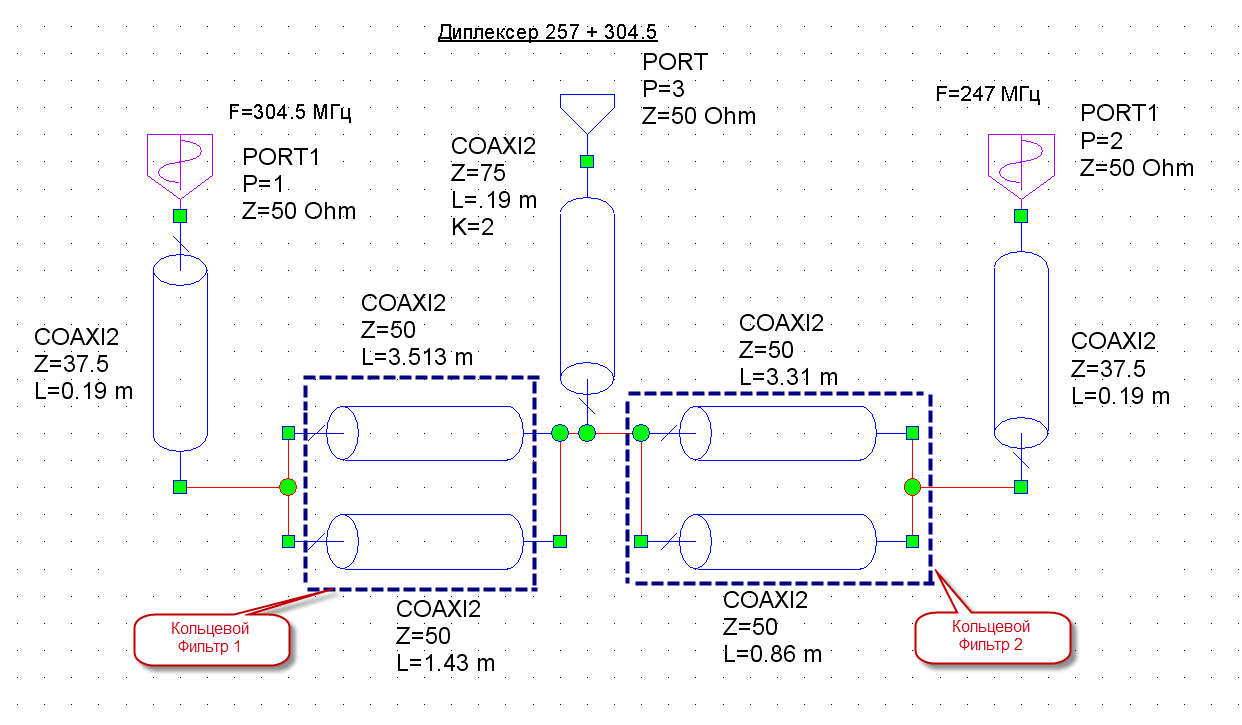 Диплексер 257 + 304.5
F=304.5 МГц
PORT1
P=1
Z=50 Ohm
COAXI2
Z=75
L=.19 m
K=2
PORT
P=3
Z=50 Ohm
F=247 МГц
PORT1
P=2
Z=50 Ohm
COAXI2
Z=37.5
L=0.19 m
COAXI2
Z=50
L=3.513 m
COAXI2
Z=50
L=3.31 m
COAXI2
Z=37.5
L=0.19 m
Кольцевой
Фильтр 1
COAXI2
Z=50
L=1.43 m
COAXI2
Z=50
L=0.86 m
Кольцевой
Фильтр 2